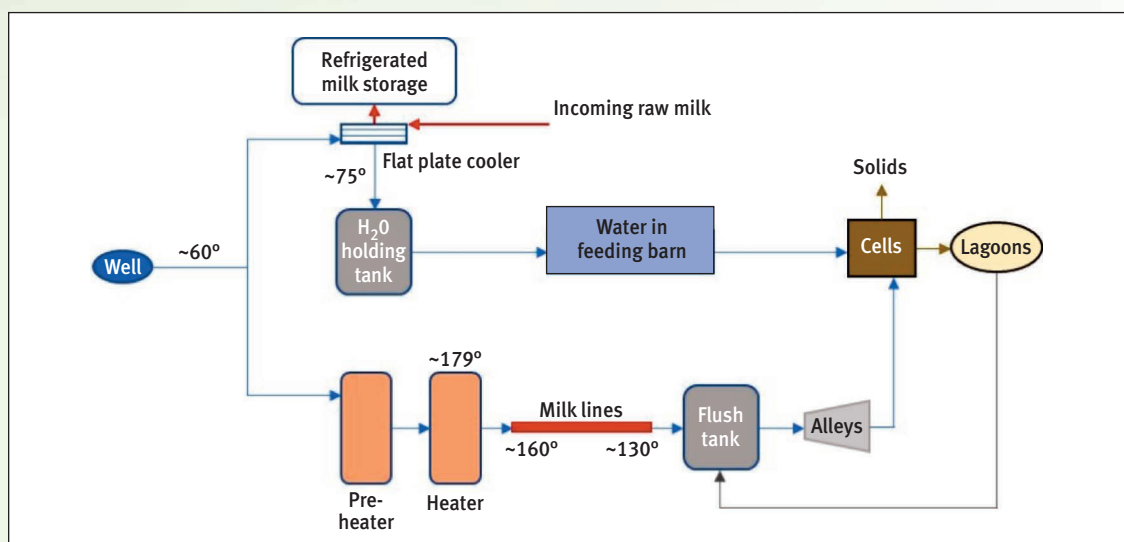 Refrigerated
milk storage
Incoming raw milk
Flat plate cooler
~75º
H₂0
holding
tank
Water in
feeding barn
Solids
Cells
Lagoons
Well
~60º
~179º
Milk lines
~160º
~130º
Flush
tank
Alleys
Pre-
heater
Heater